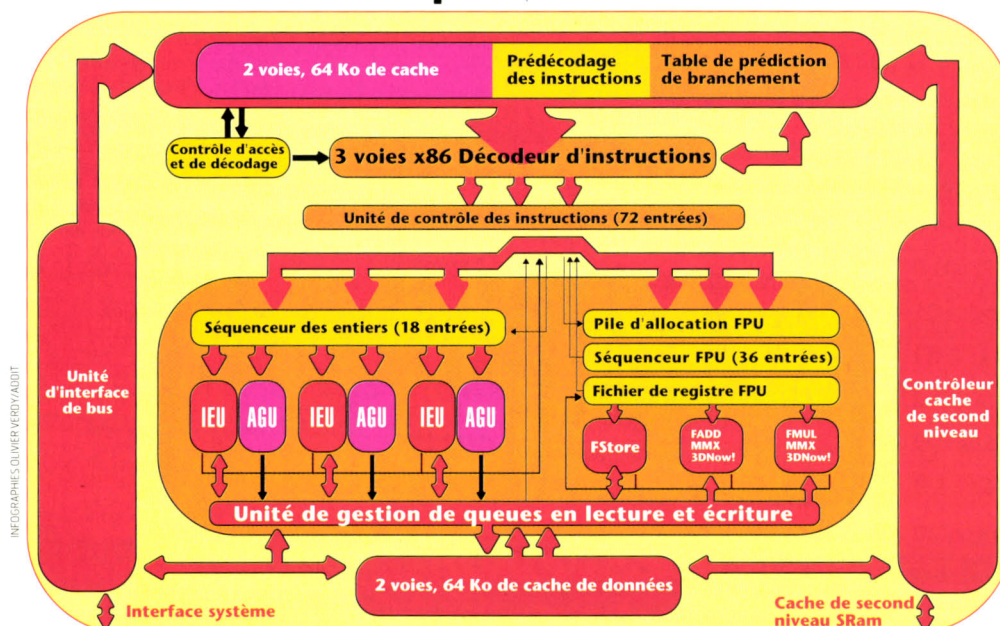 2 voies, 64 Ko de cache
Prédécodage
des instructions
Table de prédiction
de branchement
Contrôle d'accès
et de décodage
3 voies x86 Décodeur d'instructions
Unité de contrôle des instructions (72 entrées)
Séquenceur des entiers (18 entrées)
Pile d'allocation FPU
Séquenceur FPU (36 entrées)
Fichier de registre FPU
Unité
d'interface
de bus
IEU
AGU
IEU
AGU
IEU
AGU
FStore
FADD
MMX
3DNow!
FMUL
MMX
3DNow!
Contrôleur
cache
de second
niveau
Unité de gestion de queues en lecture et écriture
2 voies, 64 Ko de cache de données
Interface système
Cache de second
niveau SRam
INFOGRAPHIES OLIVIER VERDY/ADDIT